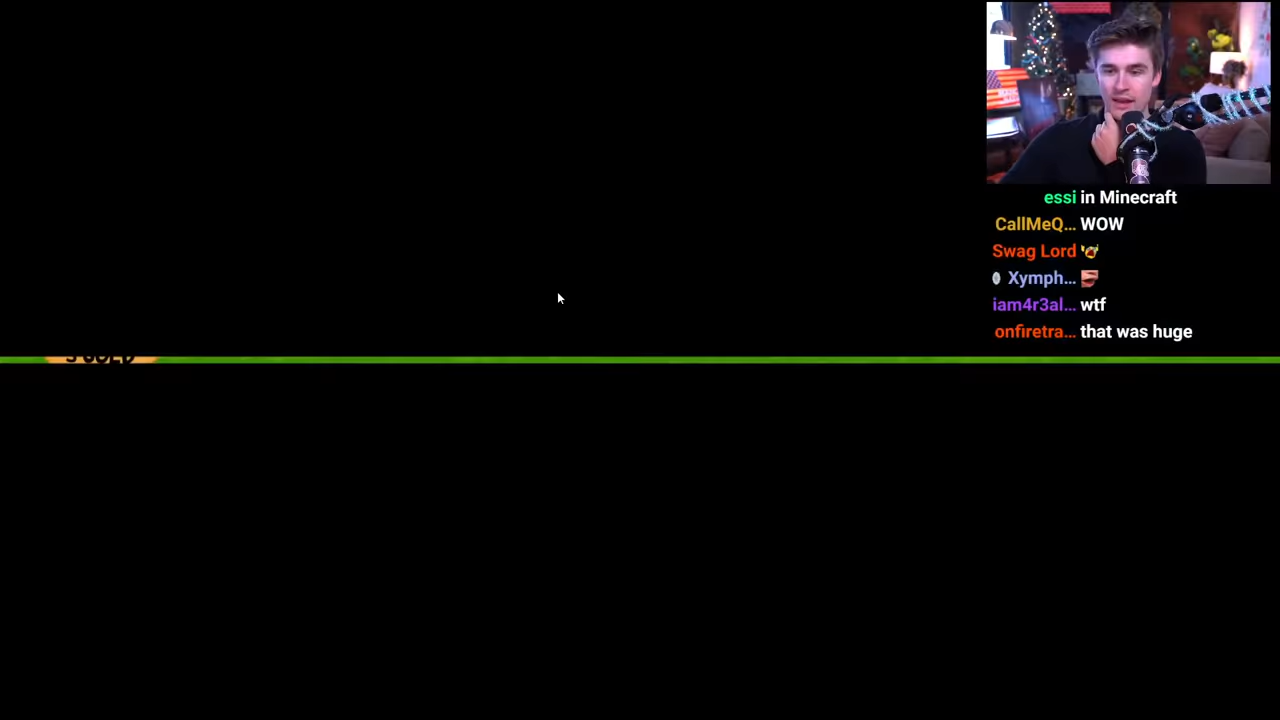 essi in Minecraft
CallMeQ... WOW
Swag Lord
Xymph...
iam4r3al... wtf
onfiretra... that was huge